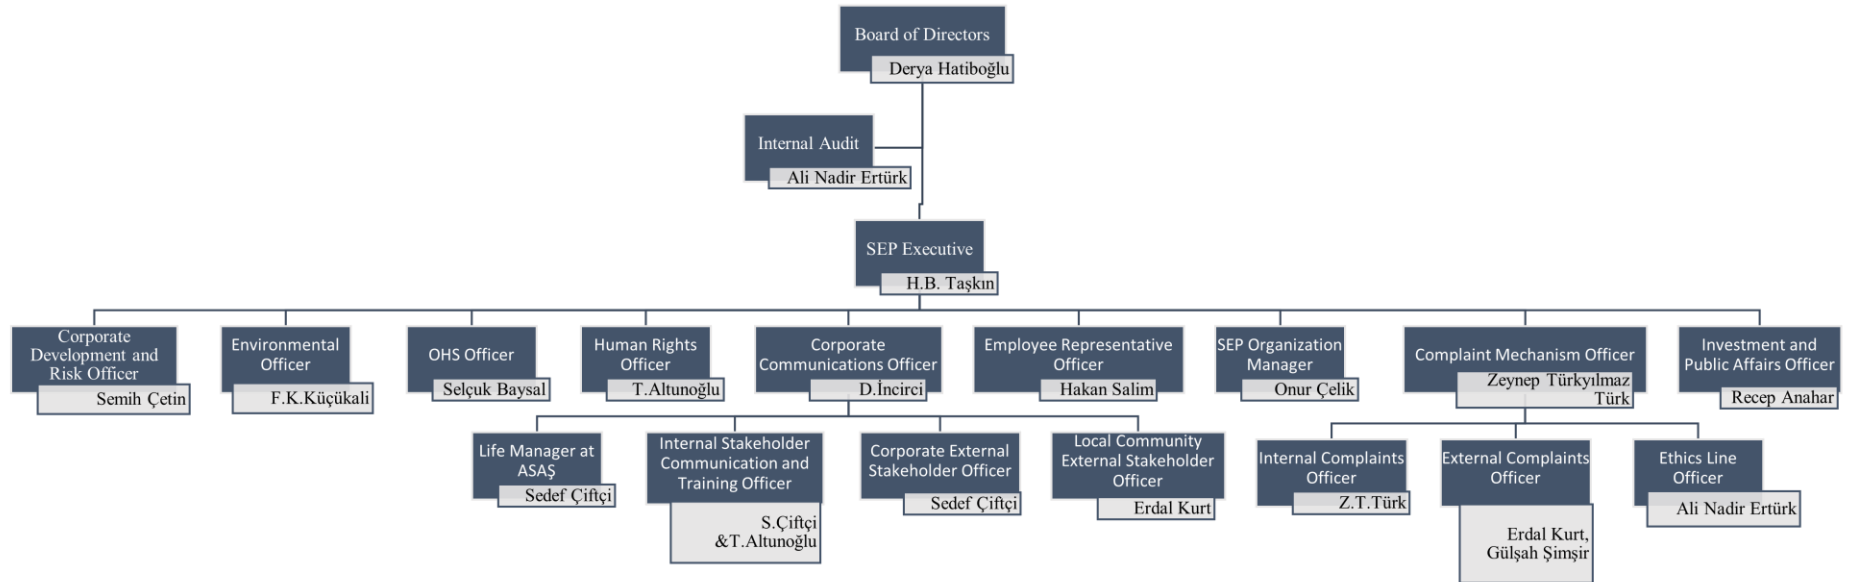 Board of Directors
Derya Hatiboğlu
Internal Audit
Ali Nadir Ertürk
SEP Executive
H.B. Taşkın
Corporate
Development and
Risk Officer
Semih Çetin
Environmental
Officer
F.K.Küçükali
OHS Officer
Selçuk Baysal
Human Rights
Officer
T.Altunoğlu
Corporate
Communications Officer
D.İncirci
Employee Representative
Officer
Hakan Salim
SEP Organization
Manager
Onur Çelik
Complaint Mechanism Officer
Zeynep Türkyılmaz
Türk
Investment and
Public Affairs Officer
Recep Anahar
Life Manager at
ASAŞ
Sedef Çiftçi
Internal Stakeholder
Communication and
Training Officer
S.Çiftçi
&T.Altunoğlu
Corporate External
Stakeholder Officer
Sedef Çiftçi
Local Community
External Stakeholder
Officer
Erdal Kurt
Internal Complaints
Officer
Z.T.Türk
External Complaints
Officer
Erdal Kurt,
Gülşah Şimşir
Ethics Line
Officer
Ali Nadir Ertürk